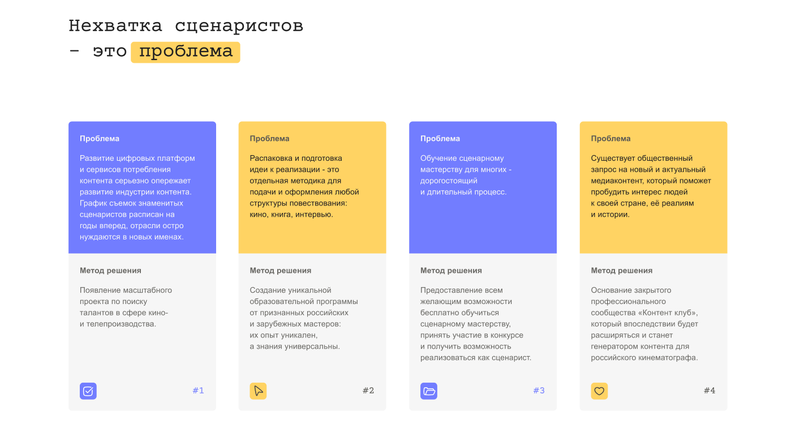 Нехватка сценаристов
– это проблема
Проблема
Развитие цифровых платформ
и сервисов потребления
контента серьезно опережает
развитие индустрии контента.
График съемок знаменитых
сценаристов расписан на
годы вперед, отрасли остро
нуждаются в новых именах.
Метод решения
Появление масштабного
проекта по поиску
талантов в сфере кино-
и телепроизводства.
#1
Проблема
Распаковка и подготовка
идеи к реализации - это
отдельная методика для
подачи и оформления любой
структуры повествования:
кино, книга, интервью.
Метод решения
Создание уникальной
образовательной программы
от признанных российских
и зарубежных мастеров:
их опыт уникален,
а знания универсальны.
#2
Проблема
Обучение сценарному
мастерству для многих -
дорогостоящий
и длительный процесс.
Метод решения
Предоставление всем
желающим возможности
бесплатно обучиться
сценарному мастерству,
принять участие в конкурсе
и получить возможность
реализоваться как сценарист.
#3
Проблема
Существует общественный
запрос на новый и актуальный
медиаконтент, который поможет
пробудить интерес людей
к своей стране, её реалиям
и истории.
Метод решения
Основание закрытого
профессионального
сообщества «Контент клуб»,
который впоследствии будет
расширяться и станет
генератором контента для
российского кинематографа.
#4